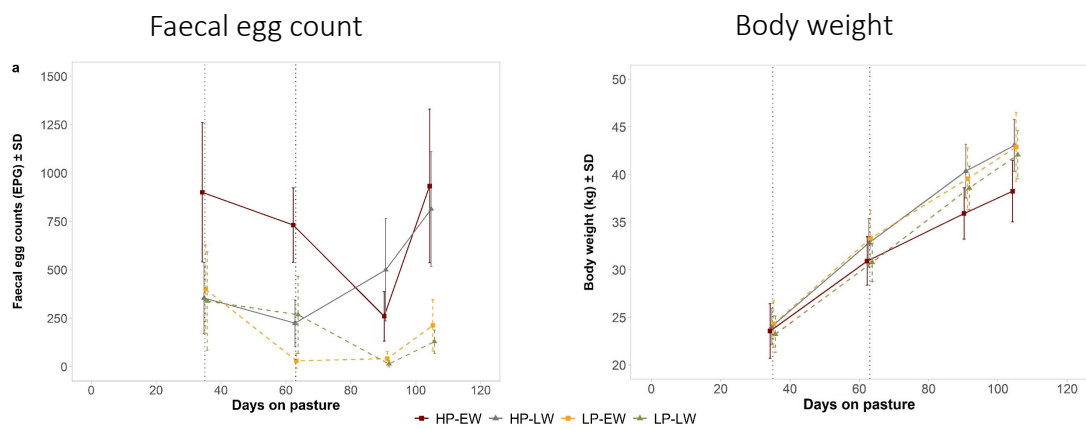 Faecal egg count
Body weight
a
Faecal egg counts (EPG) ± SD
1500
1250
1000
750
500
250
0
0 20 40 60 80 100 120
Days on pasture
Body weight (kg) ± SD
50
45
40
35
30
25
20
0 20 40 60 80 100 120
Days on pasture
HP-EW HP-LW LP-EW LP-LW